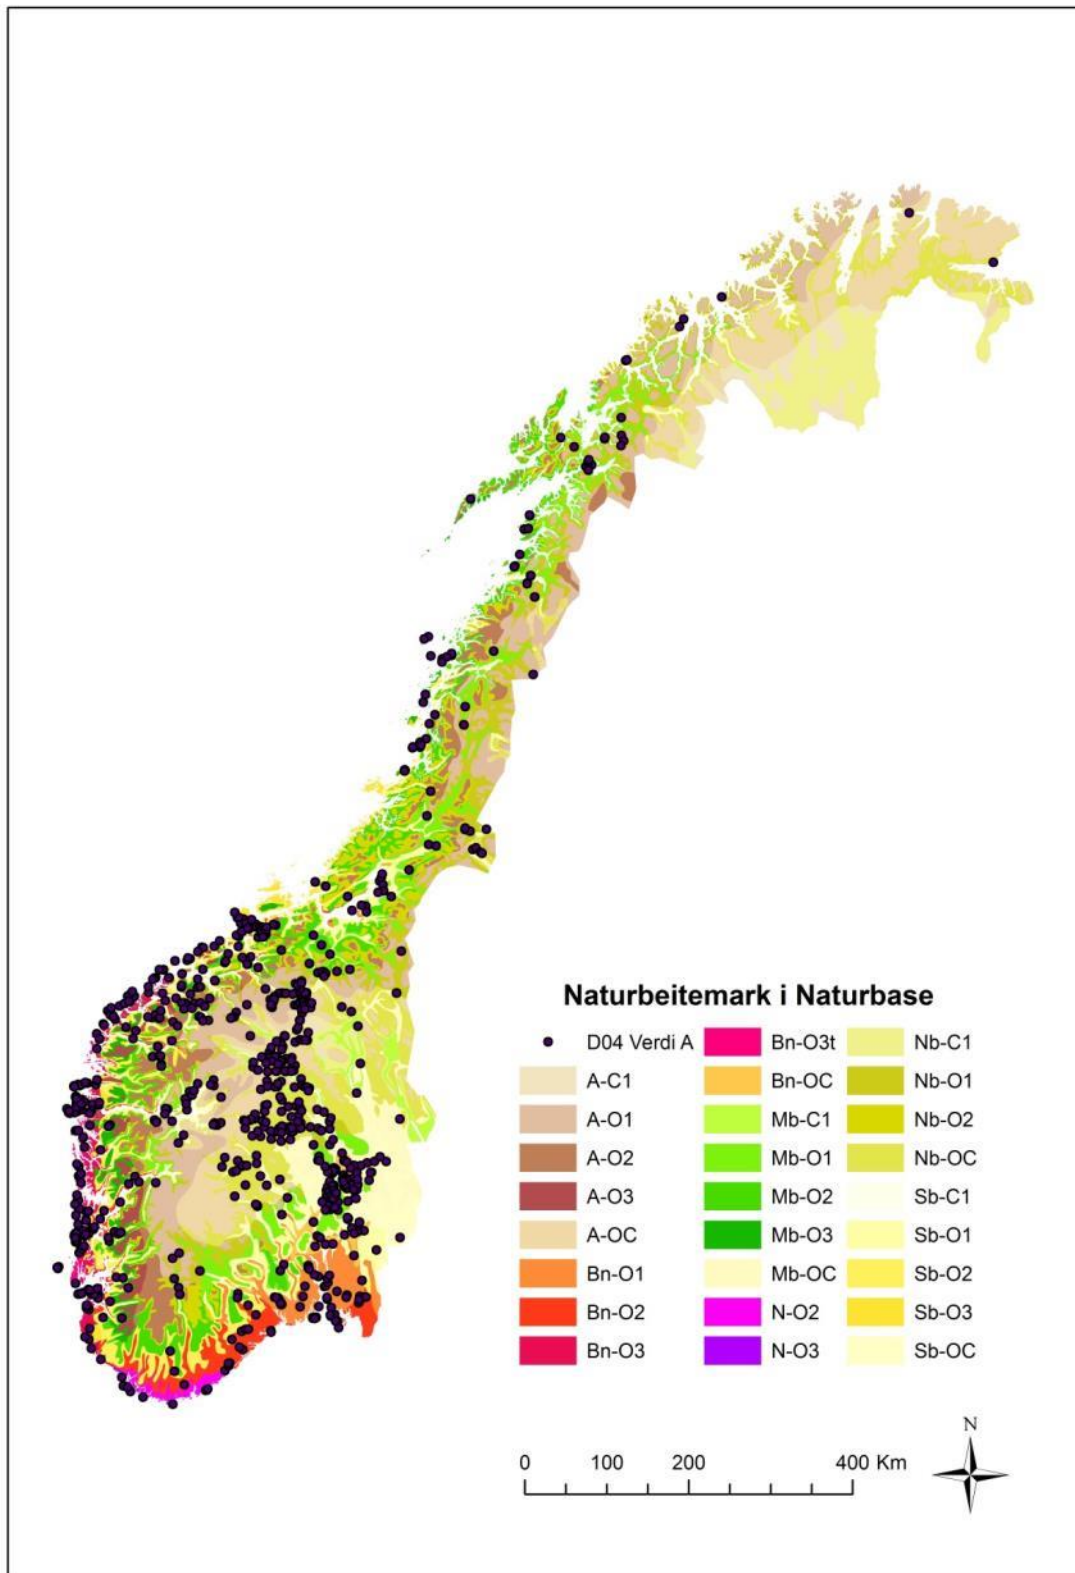 Naturbeitemark i Naturbase
D04 Verdi A
A-C1
A-O1
A-O2
A-O3
A-OC
Bn-O1
Bn-O2
Bn-O3
Bn-O3t
Bn-OC
Mb-C1
Mb-O1
Mb-O2
Mb-O3
Mb-OC
N-O2
N-O3
Nb-C1
Nb-O1
Nb-O2
Nb-OC
Sb-C1
Sb-O1
Sb-O2
Sb-O3
Sb-OC
0 100 200 400 Km
N